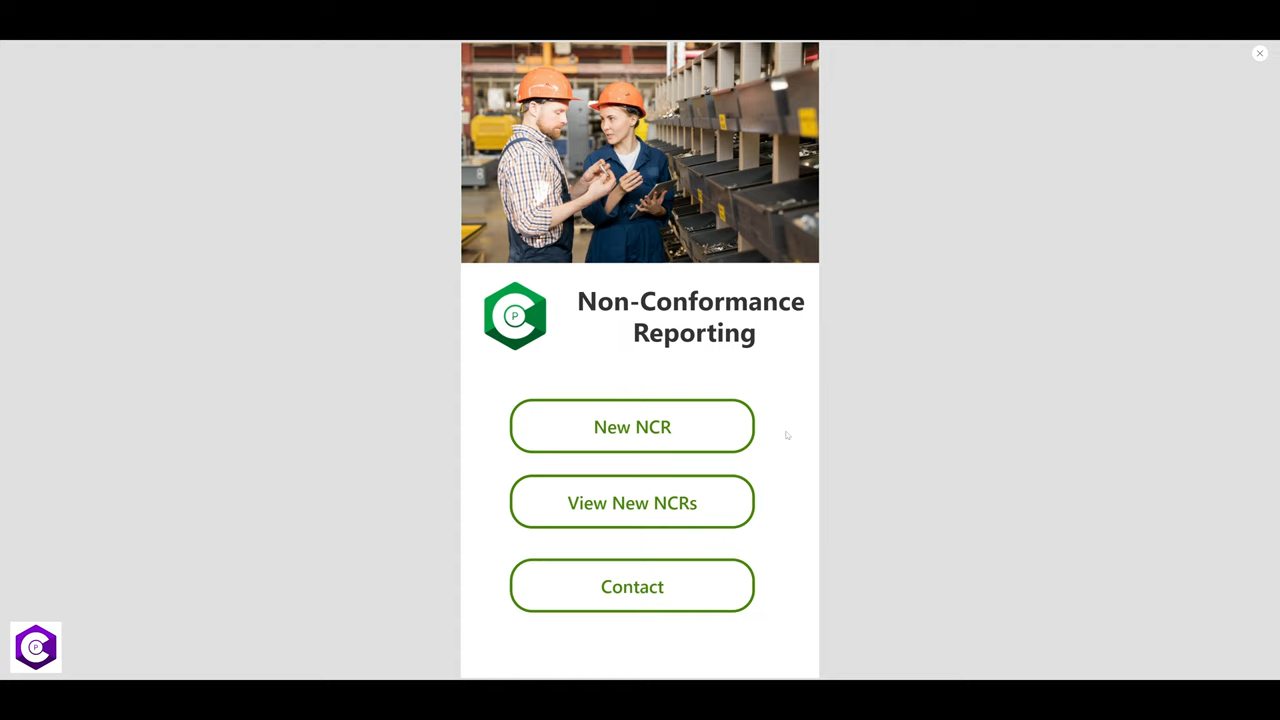 P
Non-Conformance
Reporting
New NCR
View New NCRs
Contact
P